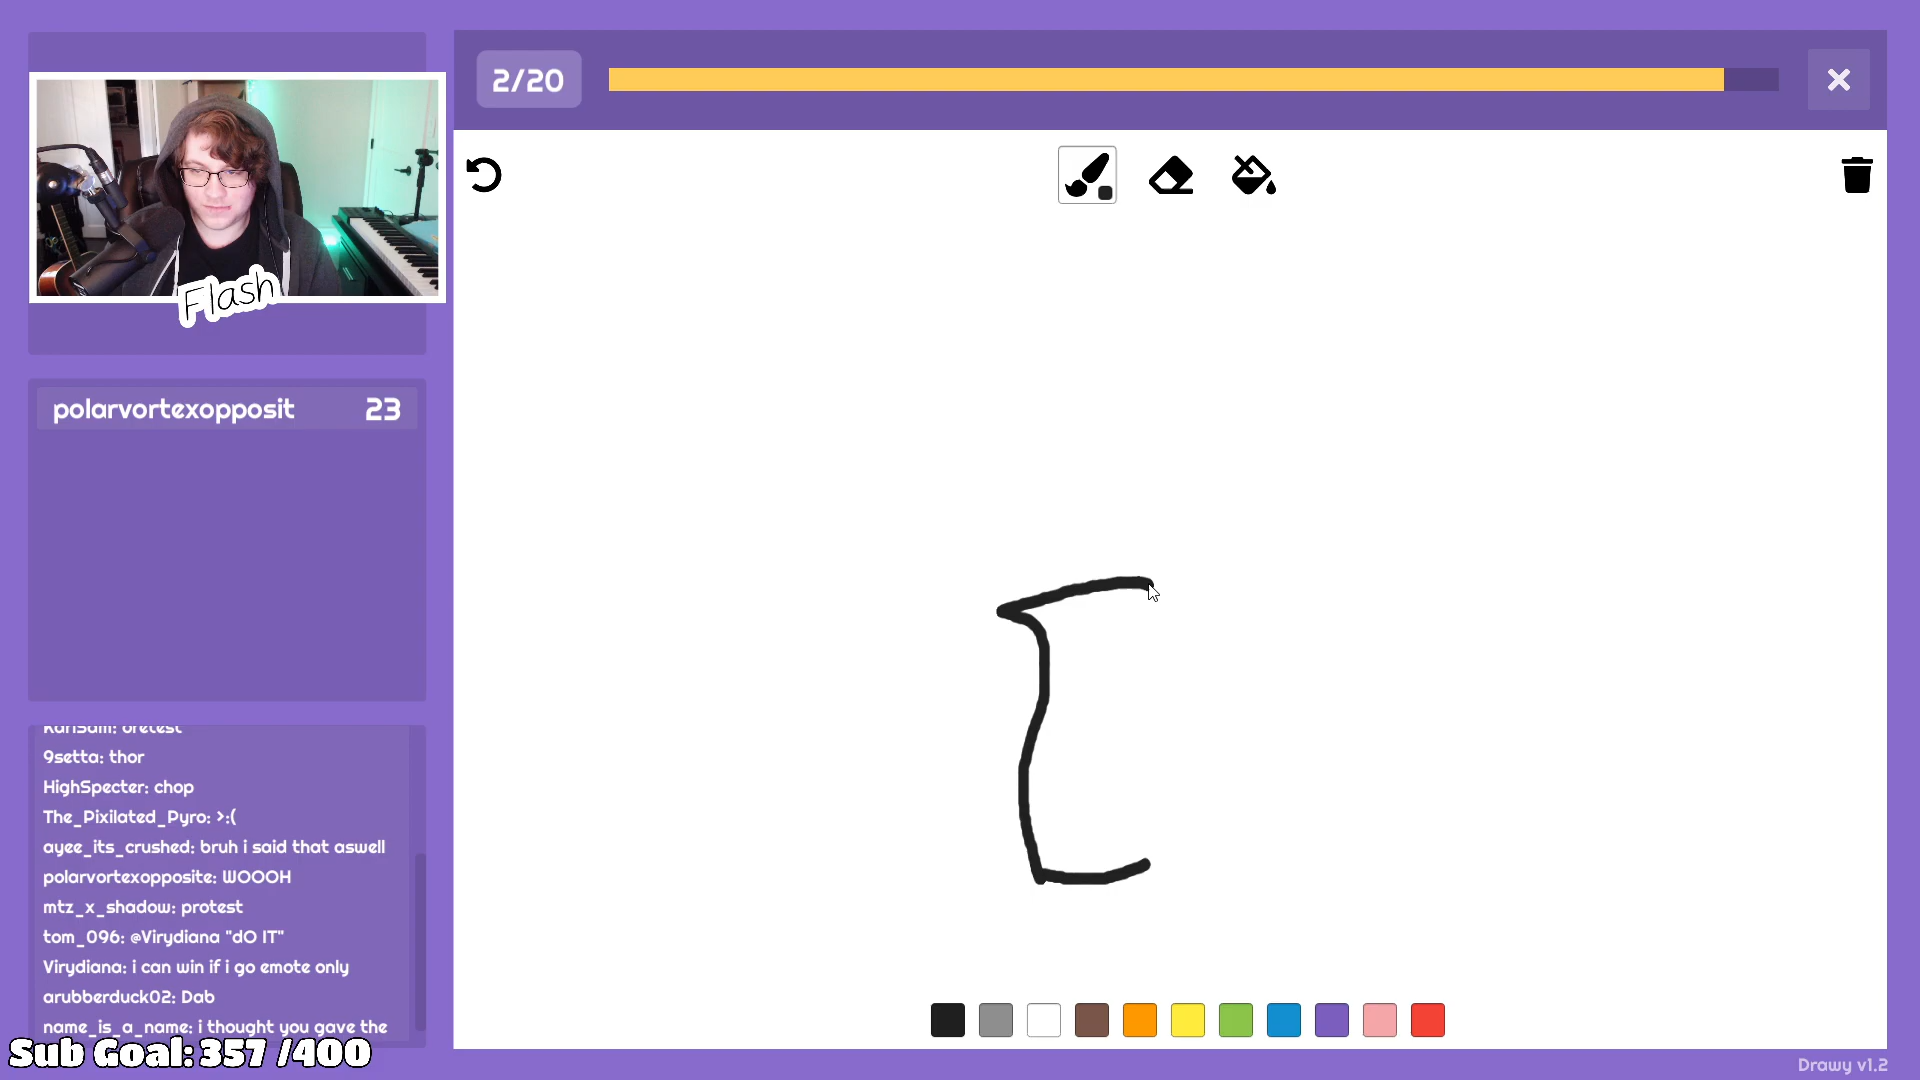 2/20
Flash
polarvortexopposit 23
KarlSam: oretest
9setta: thor
HighSpecter: chop
The_Pixilated_Pyro: >:(
ayee_its_crushed: bruh i said that aswell
polarvortexopposite: WOOOH
mtz_x_shadow: protest
tom_096: @Virydiana "dO IT"
Virydiana: i can win if i go emote only
arubberduck02: Dab
name_is_a_name: i thought you gave the
Sub Goal: 357 /400
Drawy v1.2